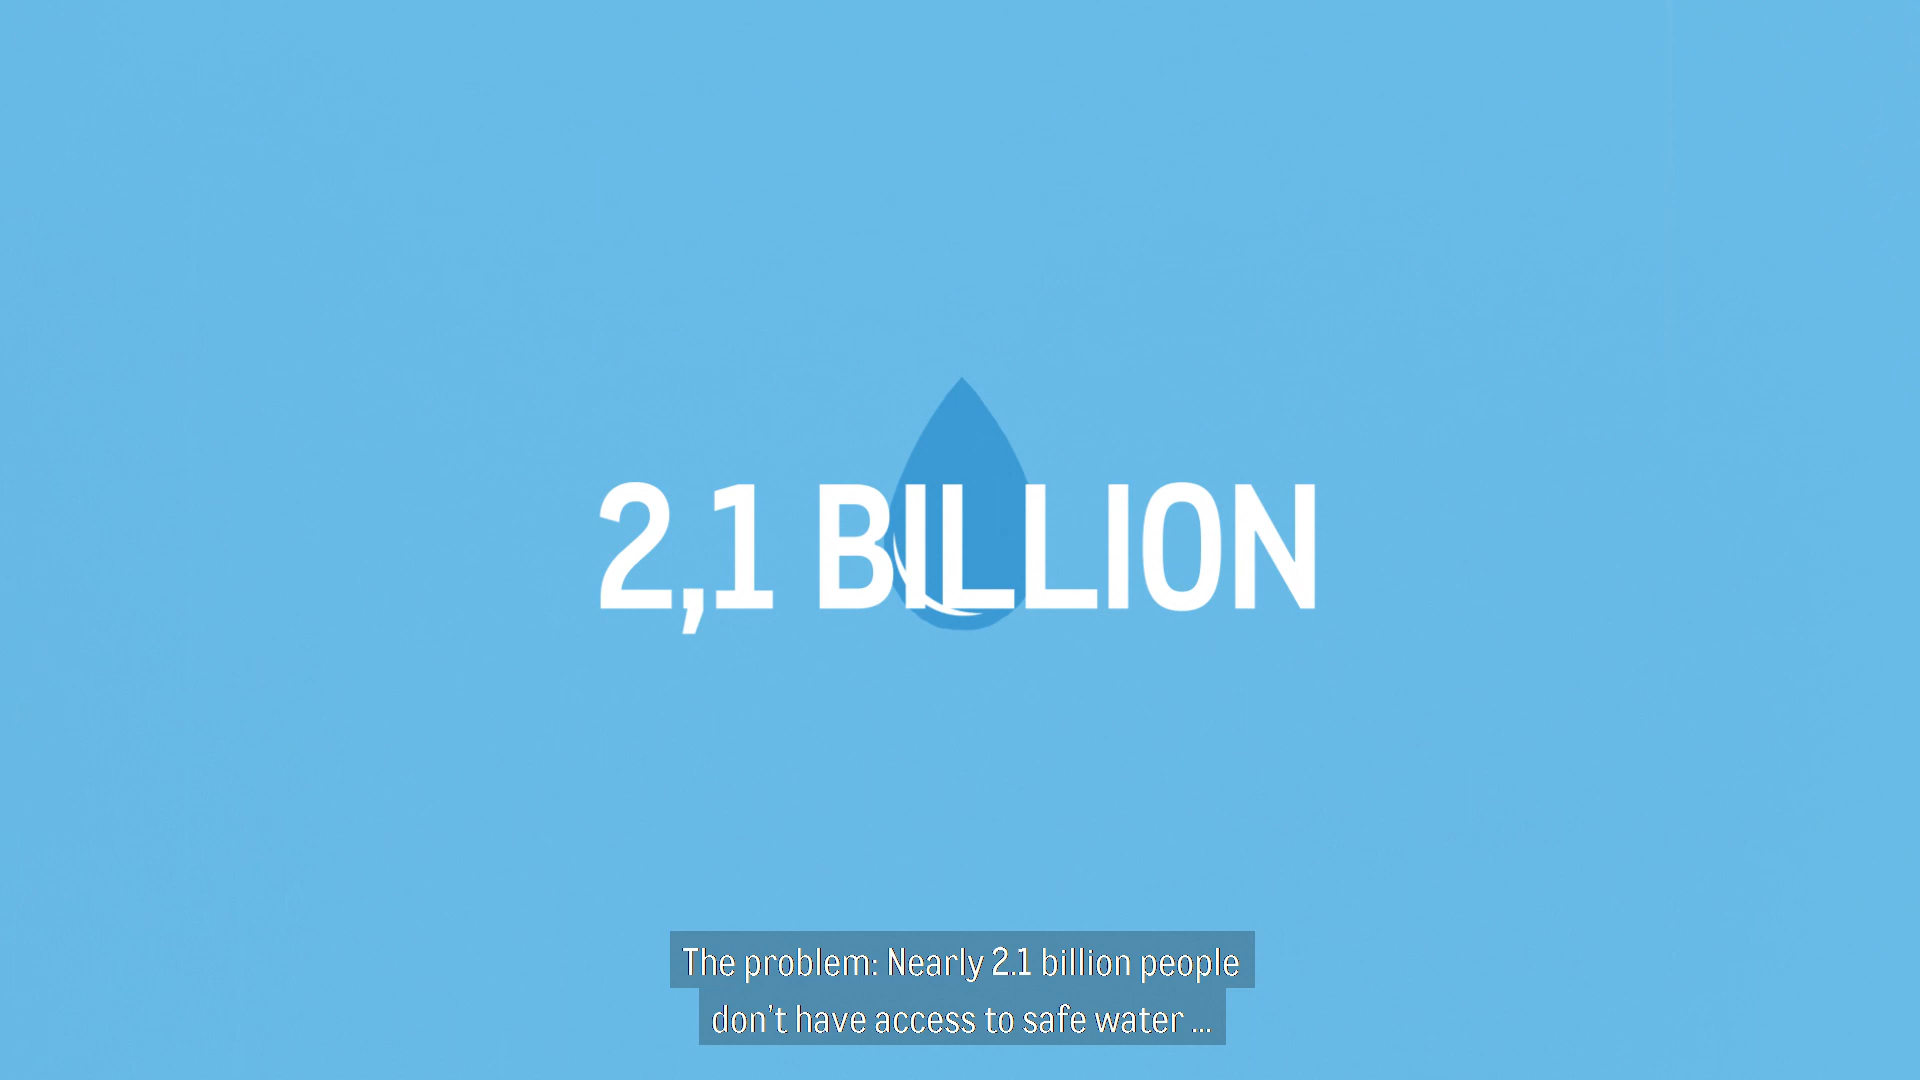 2,1 BILLION
The problem: Nearly 2.1 billion people
don't have access to safe water ...